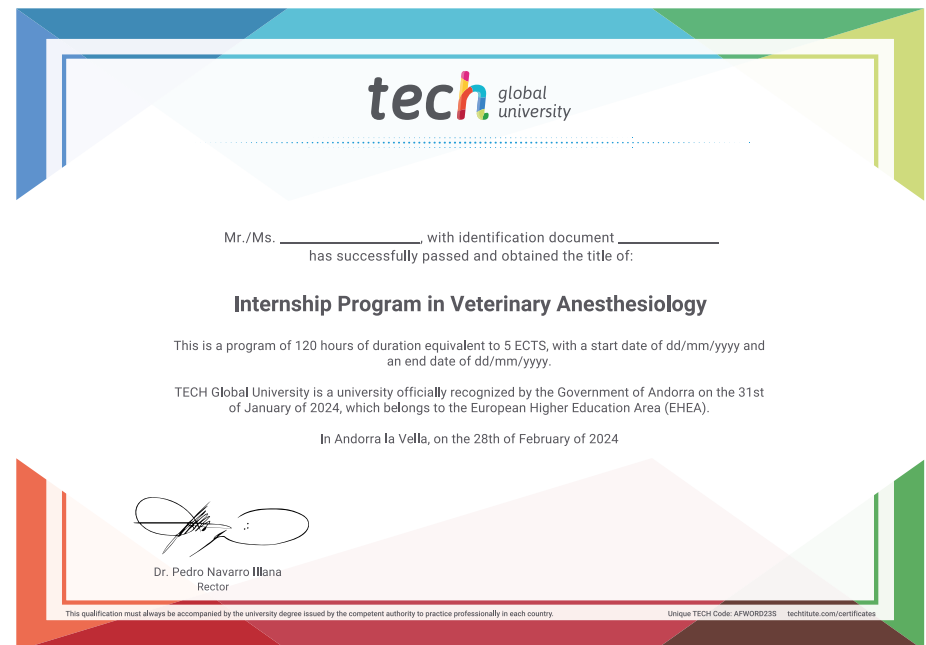 tech global university
Mr./Ms. ____________, with identification document ____________
has successfully passed and obtained the title of:
Internship Program in Veterinary Anesthesiology
This is a program of 120 hours of duration equivalent to 5 ECTS, with a start date of dd/mm/yyyy and
an end date of dd/mm/yyyy.
TECH Global University is a university officially recognized by the Government of Andorra on the 31st
of January of 2024, which belongs to the European Higher Education Area (EHEA).
In Andorra la Vella, on the 28th of February of 2024
Dr. Pedro Navarro Illana
Rector
This qualification must always be accompanied by the university degree issued by the competent authority to practice professionally in each country.
Unique TECH Code: AFWORD23S techtitute.com/certificates